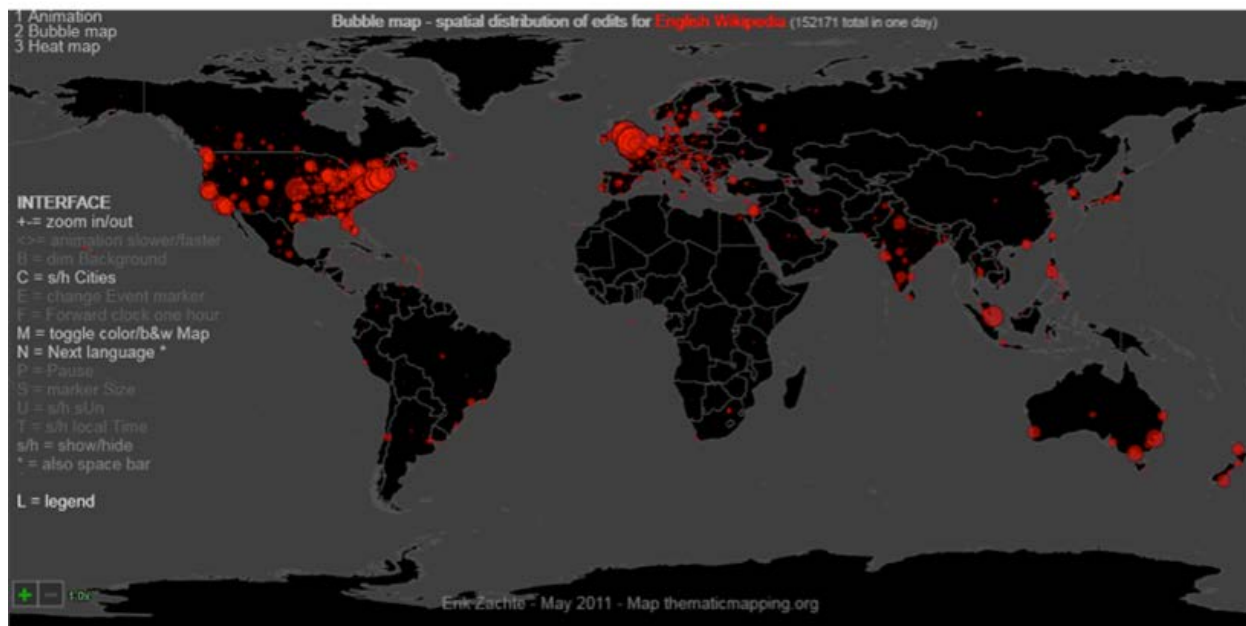 1 Animation
2 Bubble map
3 Heat map
Bubble map - spatial distribution of edits for English Wikipedia (152171 total in one day)
INTERFACE
+-= zoom in/out
<>= animation slower/faster
B = dim Background
C = s/h Cities
E = change Event marker
F = Forward clock one hour
M = toggle color/b&w Map
N = Next language *
P = Pause
S = marker Size
U = s/h sUn
T = s/h local Time
s/h = show/hide
* = also space bar
L = legend
+ - 1.0x
Erik Zachte - May 2011 - Map thematicmapping.org